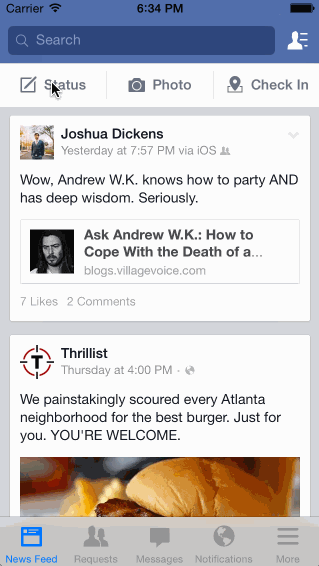 Carrier 6:34 PM
Search
Status Photo Check In
Joshua Dickens
Yesterday at 7:57 PM via iOS
Wow, Andrew W.K. knows how to party AND
has deep wisdom. Seriously.
Ask Andrew W.K.: How to
Cope With the Death of a...
blogs.villagevoice.com
7 Likes 2 Comments
T
Thrillist
Thursday at 4:00 PM ·
We painstakingly scoured every Atlanta
neighborhood for the best burger. Just for
you. YOU'RE WELCOME.
News Feed Requests Messages Notifications More